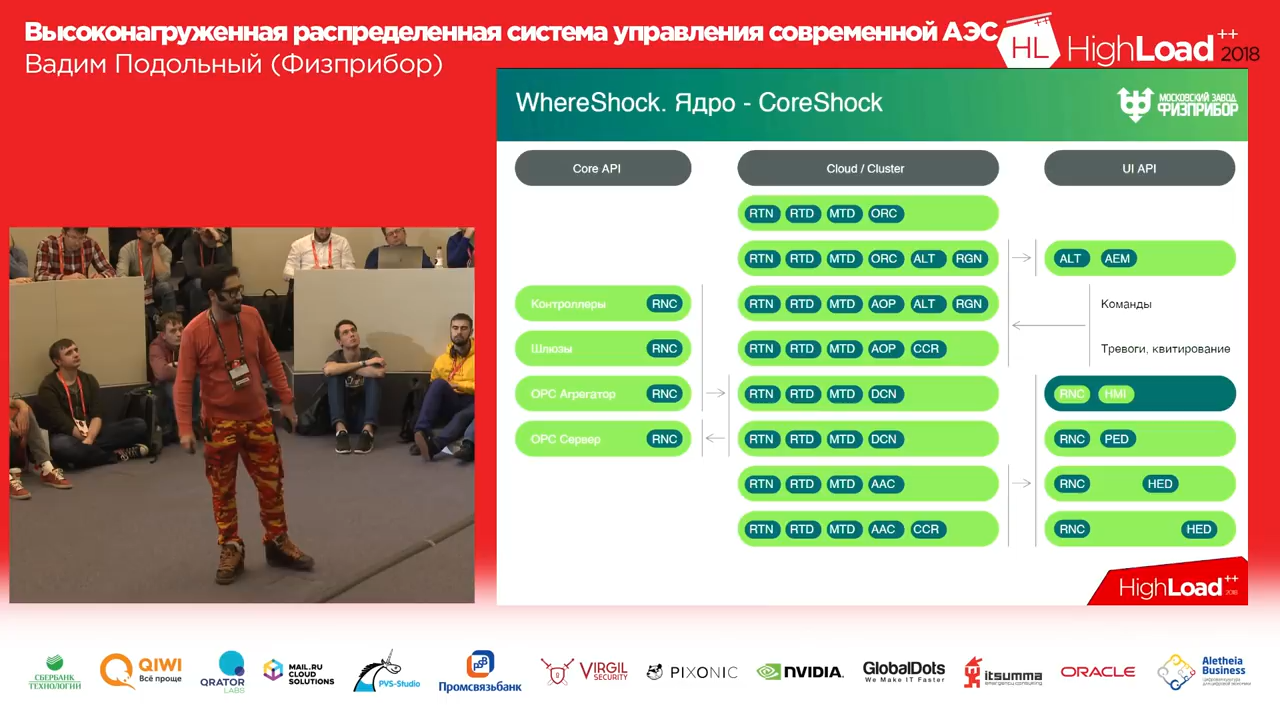 Высоконагруженная распределенная система управления современной АЭС
Вадим Подольный (Физприбор)
HL HighLoad++ 2018
WhereShock. Ядро - CoreShock
МОСКОВСКИЙ ЗАВОД
ФИЗПРИБОР
Core API
Cloud / Cluster
UI API
RTN RTD MTD ORC
RTN RTD MTD ORC ALT RGN
ALT AEM
Контроллеры RNC
RTN RTD MTD AOP ALT RGN
Команды
Шлюзы RNC
RTN RTD MTD AOP CCR
Тревоги, квитирование
OPC Агрегатор RNC
RTN RTD MTD DCN
RNC HMI
OPC Сервер RNC
RTN RTD MTD DCN
RNC PED
RTN RTD MTD AAC
RNC HED
RTN RTD MTD AAC CCR
RNC HED
HighLoad++ 2018
СБЕРБАНК
ТЕХНОЛОГИИ
QIWI
Всё проще
QRATOR
LABS
MAIL.RU
CLOUD
SOLUTIONS
PVS-Studio
PSB
Промсвязьбанк
VIRGIL
SECURITY
PIXONIC
NVIDIA.
GlobalDots
We Make IT Faster
itsumma
emergency consulting
ORACLE
Aletheia
Business